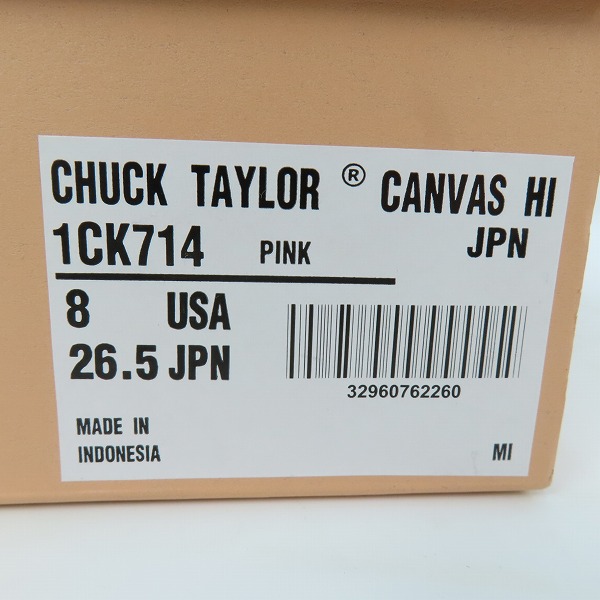 CHUCK TAYLOR ® CANVAS HI
1CK714 PINK JPN
8 USA
26.5 JPN
32960762260
MADE IN
INDONESIA
MI